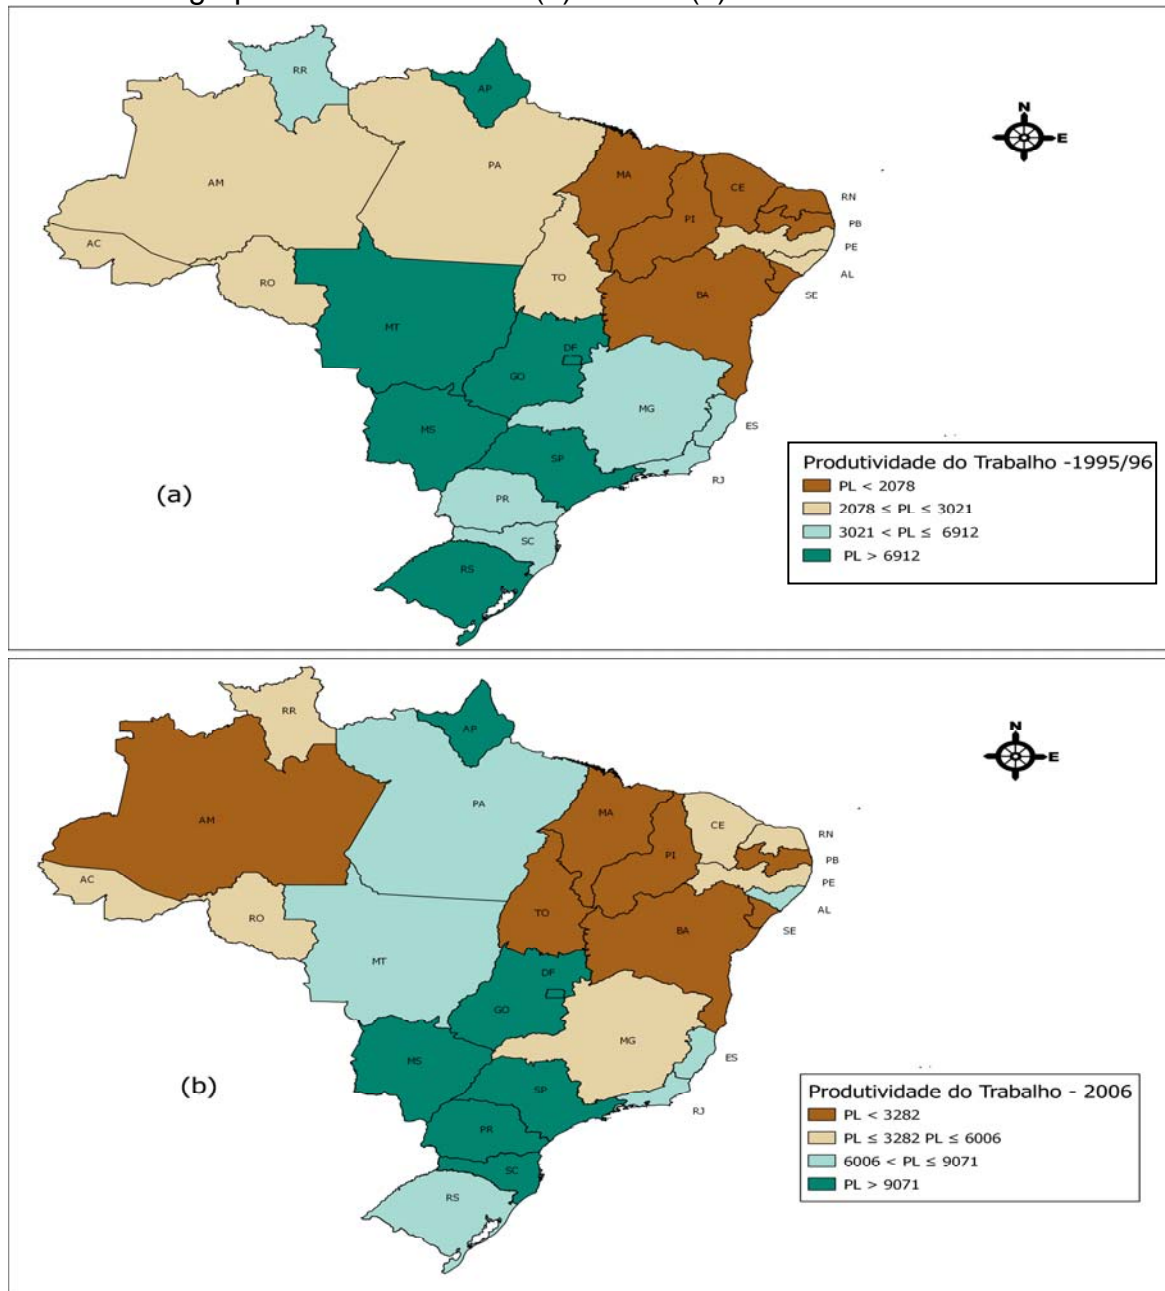 (a)
(a)
N
E
RR
AP
AM
PA
MA
CE
RN
PI
PB
PE
AC
AL
RO
TO
SE
BA
MT
DF
GO
MG
MS
ES
SP
RJ
PR
SC
RS
Produtividade do Trabalho -1995/96
PL < 2078
2078 ≤ PL ≤ 3021
3021 < PL ≤ 6912
PL > 6912
(b)
N
E
RR
AP
PA
AM
MA
CE
RN
PI
PB
AC
PE
AL
RO
TO
SE
BA
MT
DF
GO
MG
MS
ES
SP
RJ
PR
SC
RS
Produtividade do Trabalho - 2006
PL < 3282
PL ≤ 3282 PL ≤ 6006
6006 < PL ≤ 9071
PL > 9071